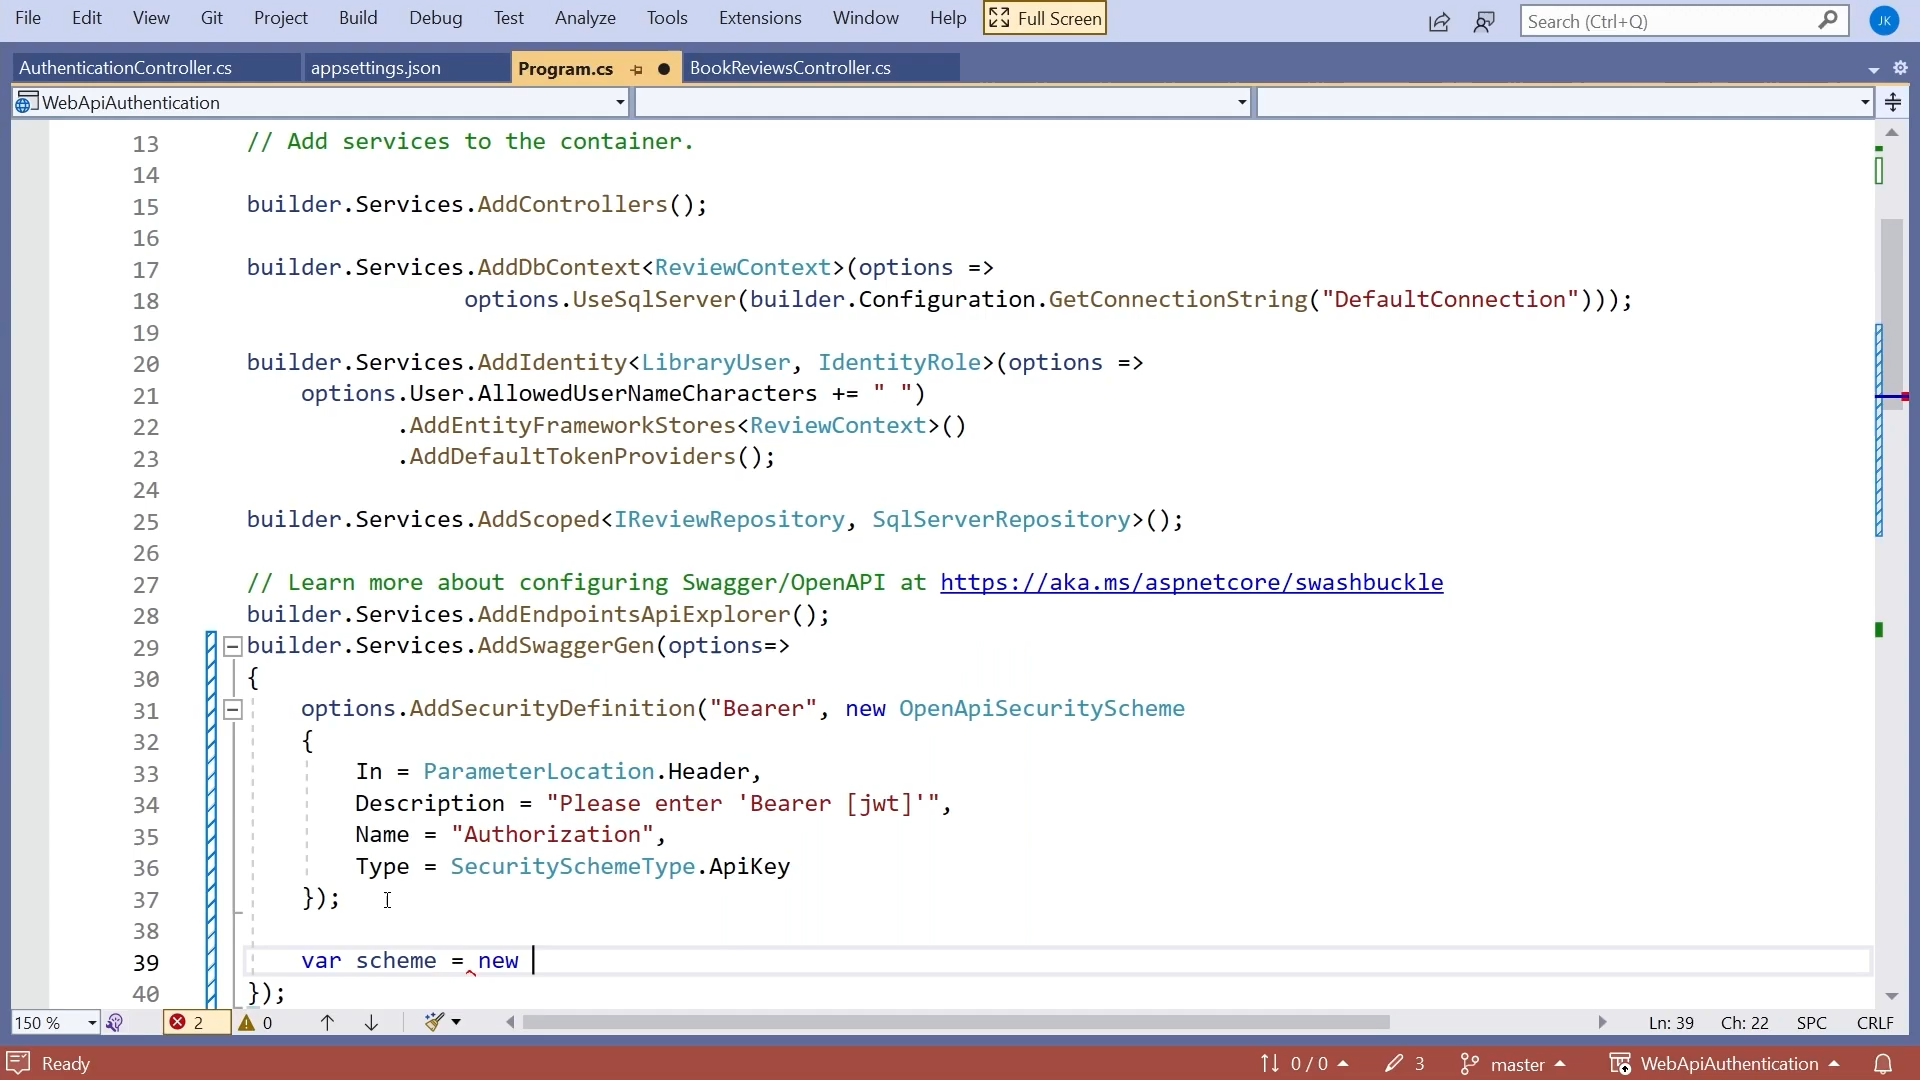 File Edit View Git Project Build Debug Test Analyze Tools Extensions Window Help Full Screen Search (Ctrl+Q) JK
AuthenticationController.cs appsettings.json Program.cs BookReviewsController.cs
WebApiAuthentication
13 // Add services to the container.
14
15 builder.Services.AddControllers();
16
17 builder.Services.AddDbContext<ReviewContext>(options =>
18 options.UseSqlServer(builder.Configuration.GetConnectionString("DefaultConnection")));
19
20 builder.Services.AddIdentity<LibraryUser, IdentityRole>(options =>
21 options.User.AllowedUserNameCharacters += " ")
22 .AddEntityFrameworkStores<ReviewContext>()
23 .AddDefaultTokenProviders();
24
25 builder.Services.AddScoped<IReviewRepository, SqlServerRepository>();
26
27 // Learn more about configuring Swagger/OpenAPI at https://aka.ms/aspnetcore/swashbuckle
28 builder.Services.AddEndpointsApiExplorer();
29 builder.Services.AddSwaggerGen(options=>
30 {
31 options.AddSecurityDefinition("Bearer", new OpenApiSecurityScheme
32 {
33 In = ParameterLocation.Header,
34 Description = "Please enter 'Bearer [jwt]'",
35 Name = "Authorization",
36 Type = SecuritySchemeType.ApiKey
37 });
38
39 var scheme = new
40 });
150 % 2 0 Ln: 39 Ch: 22 SPC CRLF
Ready 0 / 0 3 master WebApiAuthentication